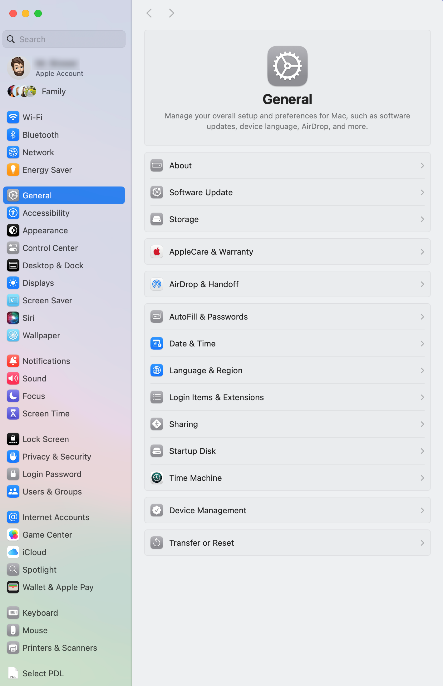 Search
Apple Account
Family
Wi-Fi
Bluetooth
Network
Energy Saver
General
Accessibility
Appearance
Control Center
Desktop & Dock
Displays
Screen Saver
Siri
Wallpaper
Notifications
Sound
Focus
Screen Time
Lock Screen
Privacy & Security
Login Password
Users & Groups
Internet Accounts
Game Center
iCloud
Spotlight
Wallet & Apple Pay
Keyboard
Mouse
Printers & Scanners
Select PDL
General
Manage your overall setup and preferences for Mac, such as software
updates, device language, AirDrop, and more.
About
Software Update
Storage
AppleCare & Warranty
AirDrop & Handoff
AutoFill & Passwords
Date & Time
Language & Region
Login Items & Extensions
Sharing
Startup Disk
Time Machine
Device Management
Transfer or Reset